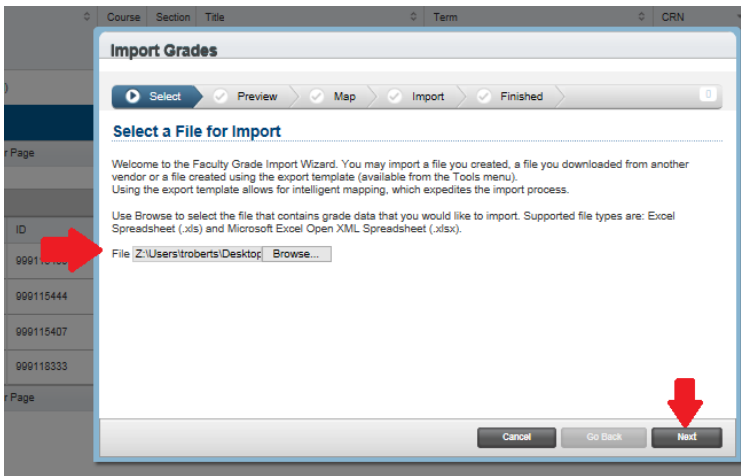 Course Section Title Term CRN
Import Grades
Select Preview Map Import Finished 0
)
Select a File for Import
r Page
Welcome to the Faculty Grade Import Wizard. You may import a file you created, a file you downloaded from another
vendor or a file created using the export template (available from the Tools menu).
Using the export template allows for intelligent mapping, which expedites the import process.
Use Browse to select the file that contains grade data that you would like to import. Supported file types are: Excel
Spreadsheet (.xls) and Microsoft Excel Open XML Spreadsheet (.xlsx).
ID
File Z:\Users\troberts\Desktop Browse...
999115444
999115407
999118333
r Page
Cancel Go Back Next